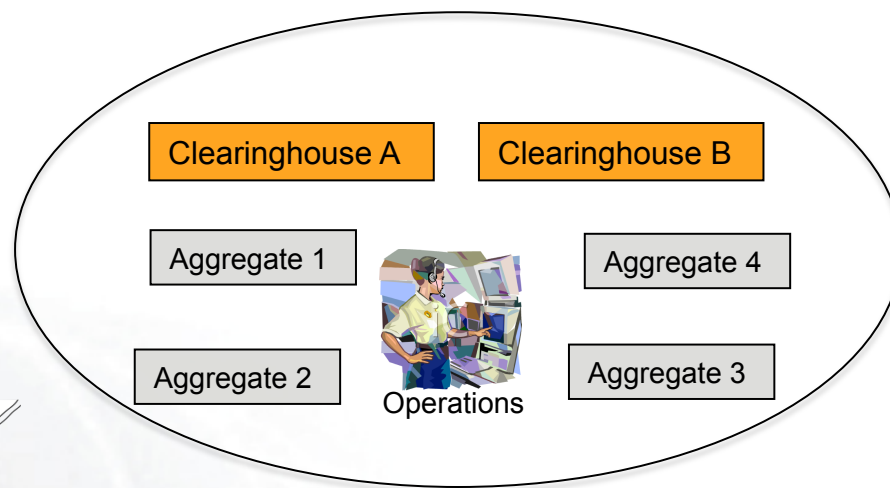 Clearinghouse A
Clearinghouse B
Aggregate 1
Aggregate 4
Aggregate 2
Aggregate 3
Operations